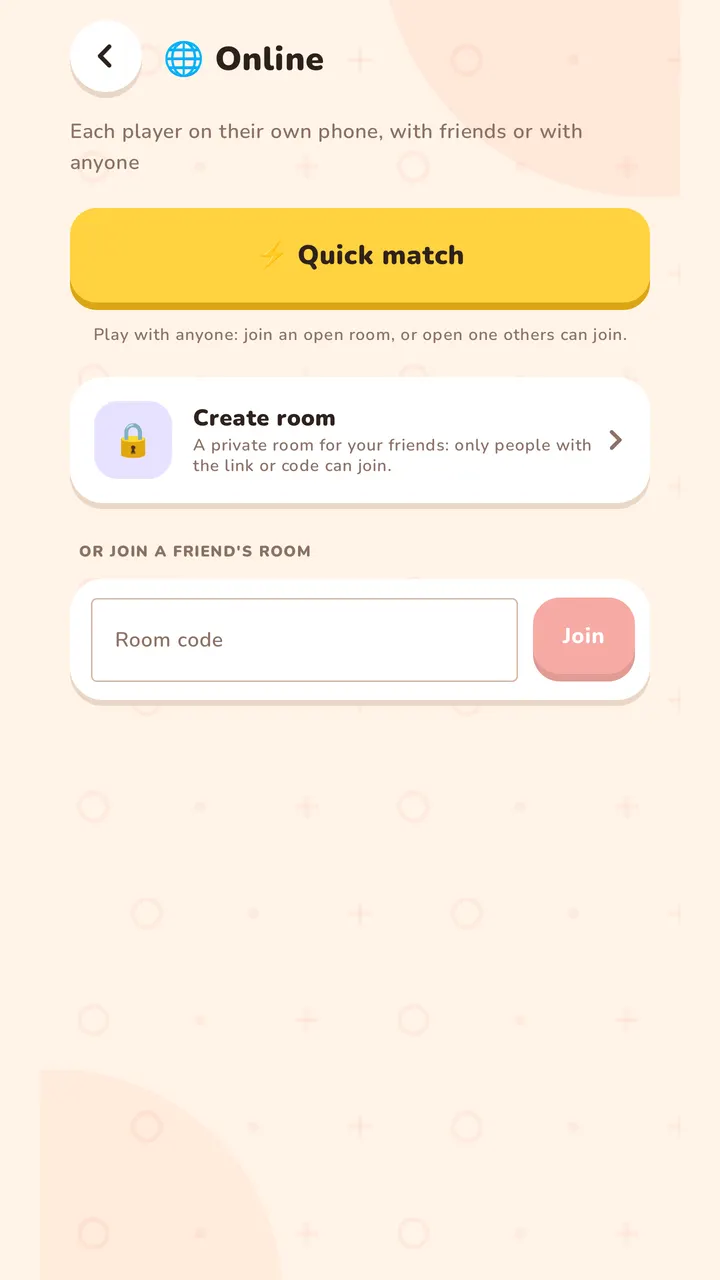 Online
Each player on their own phone, with friends or with
anyone
Quick match
Play with anyone: join an open room, or open one others can join.
Create room
A private room for your friends: only people with
the link or code can join.
OR JOIN A FRIEND'S ROOM
Room code
Join